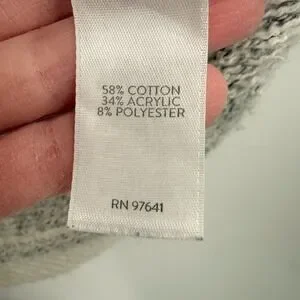 58% COTTON
34% ACRYLIC
8% POLYESTER
RN 97641